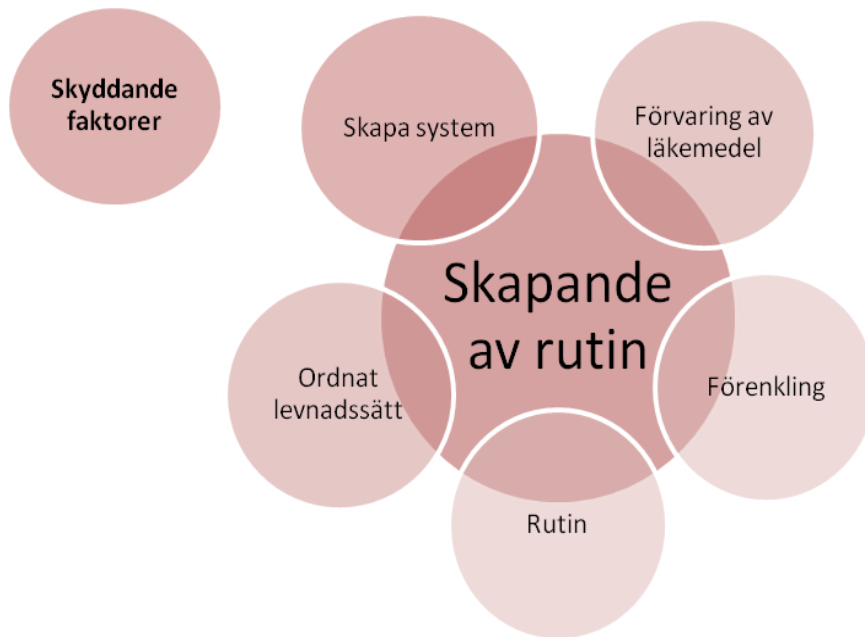 Skyddande
faktorer
Skapa system
Förvaring av
läkemedel
Skapande
av rutin
Ordnat
levnadssätt
Förenkling
Rutin